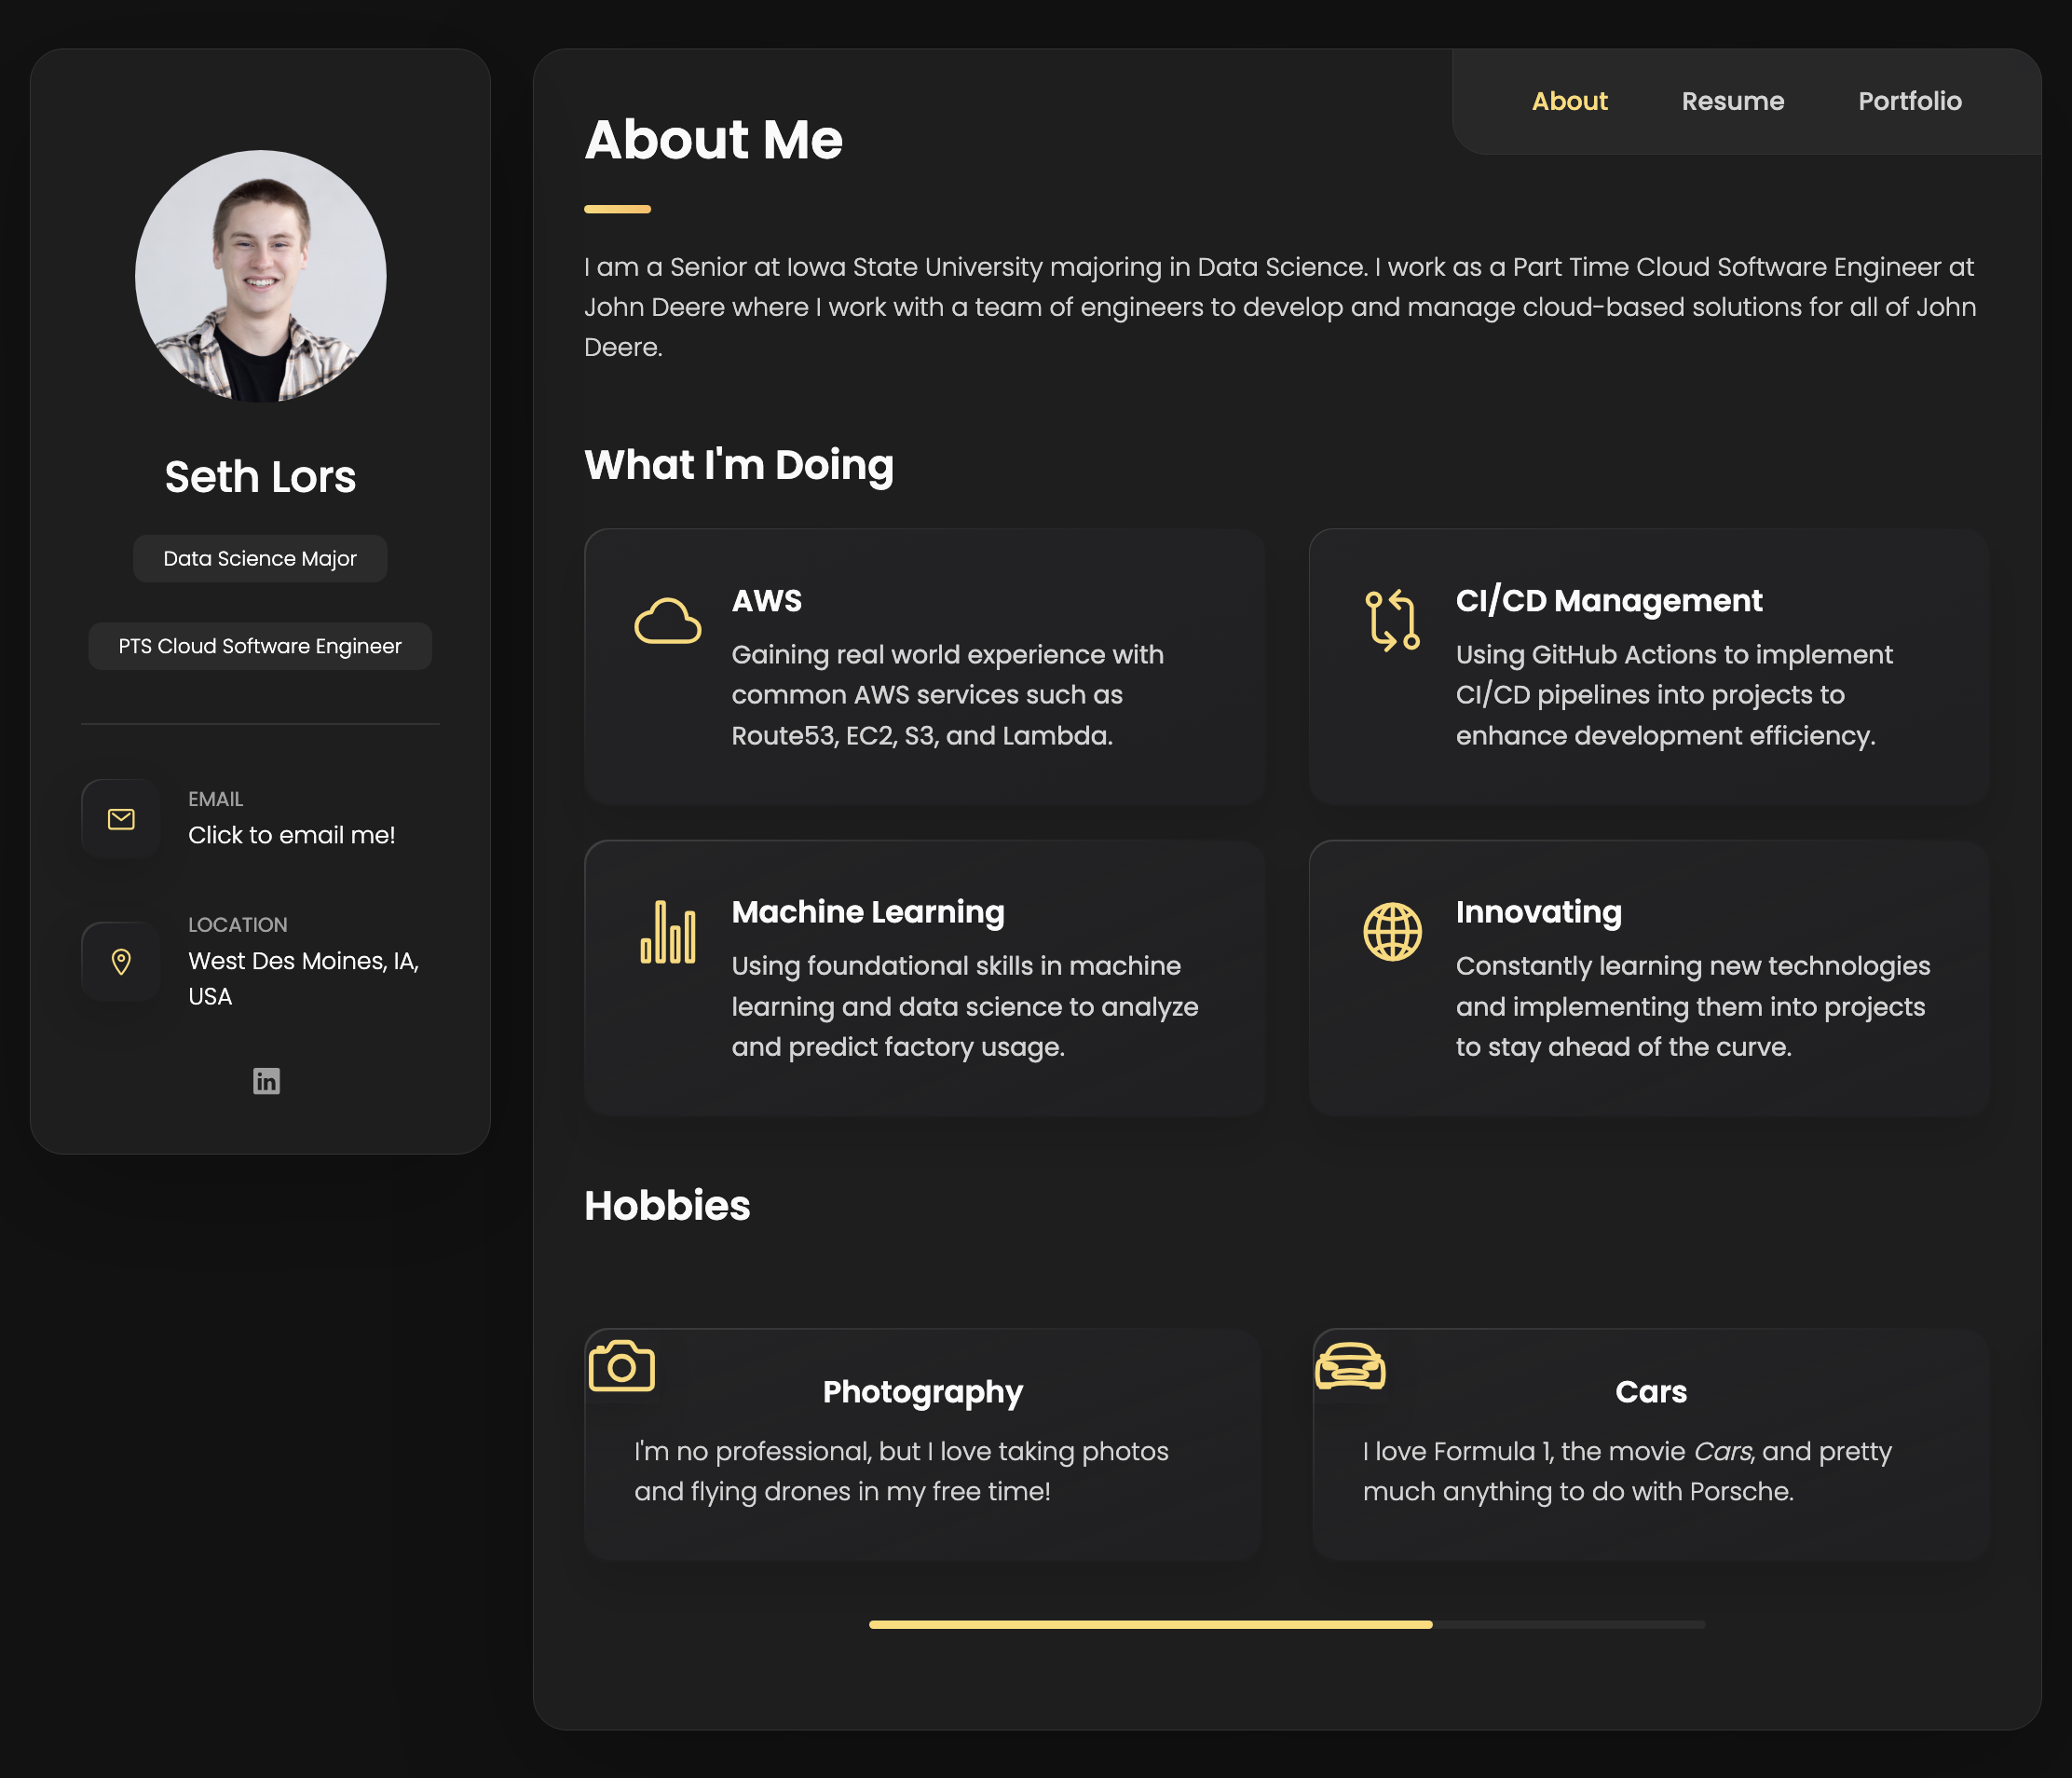 Seth Lors
Data Science Major
PTS Cloud Software Engineer
EMAIL
Click to email me!
LOCATION
West Des Moines, IA,
USA
in
About Resume Portfolio
About Me
I am a Senior at Iowa State University majoring in Data Science. I work as a Part Time Cloud Software Engineer at
John Deere where I work with a team of engineers to develop and manage cloud-based solutions for all of John
Deere.
What I'm Doing
AWS
Gaining real world experience with
common AWS services such as
Route53, EC2, S3, and Lambda.
CI/CD Management
Using GitHub Actions to implement
CI/CD pipelines into projects to
enhance development efficiency.
Machine Learning
Using foundational skills in machine
learning and data science to analyze
and predict factory usage.
Innovating
Constantly learning new technologies
and implementing them into projects
to stay ahead of the curve.
Hobbies
Photography
I'm no professional, but I love taking photos
and flying drones in my free time!
Cars
I love Formula 1, the movie Cars, and pretty
much anything to do with Porsche.